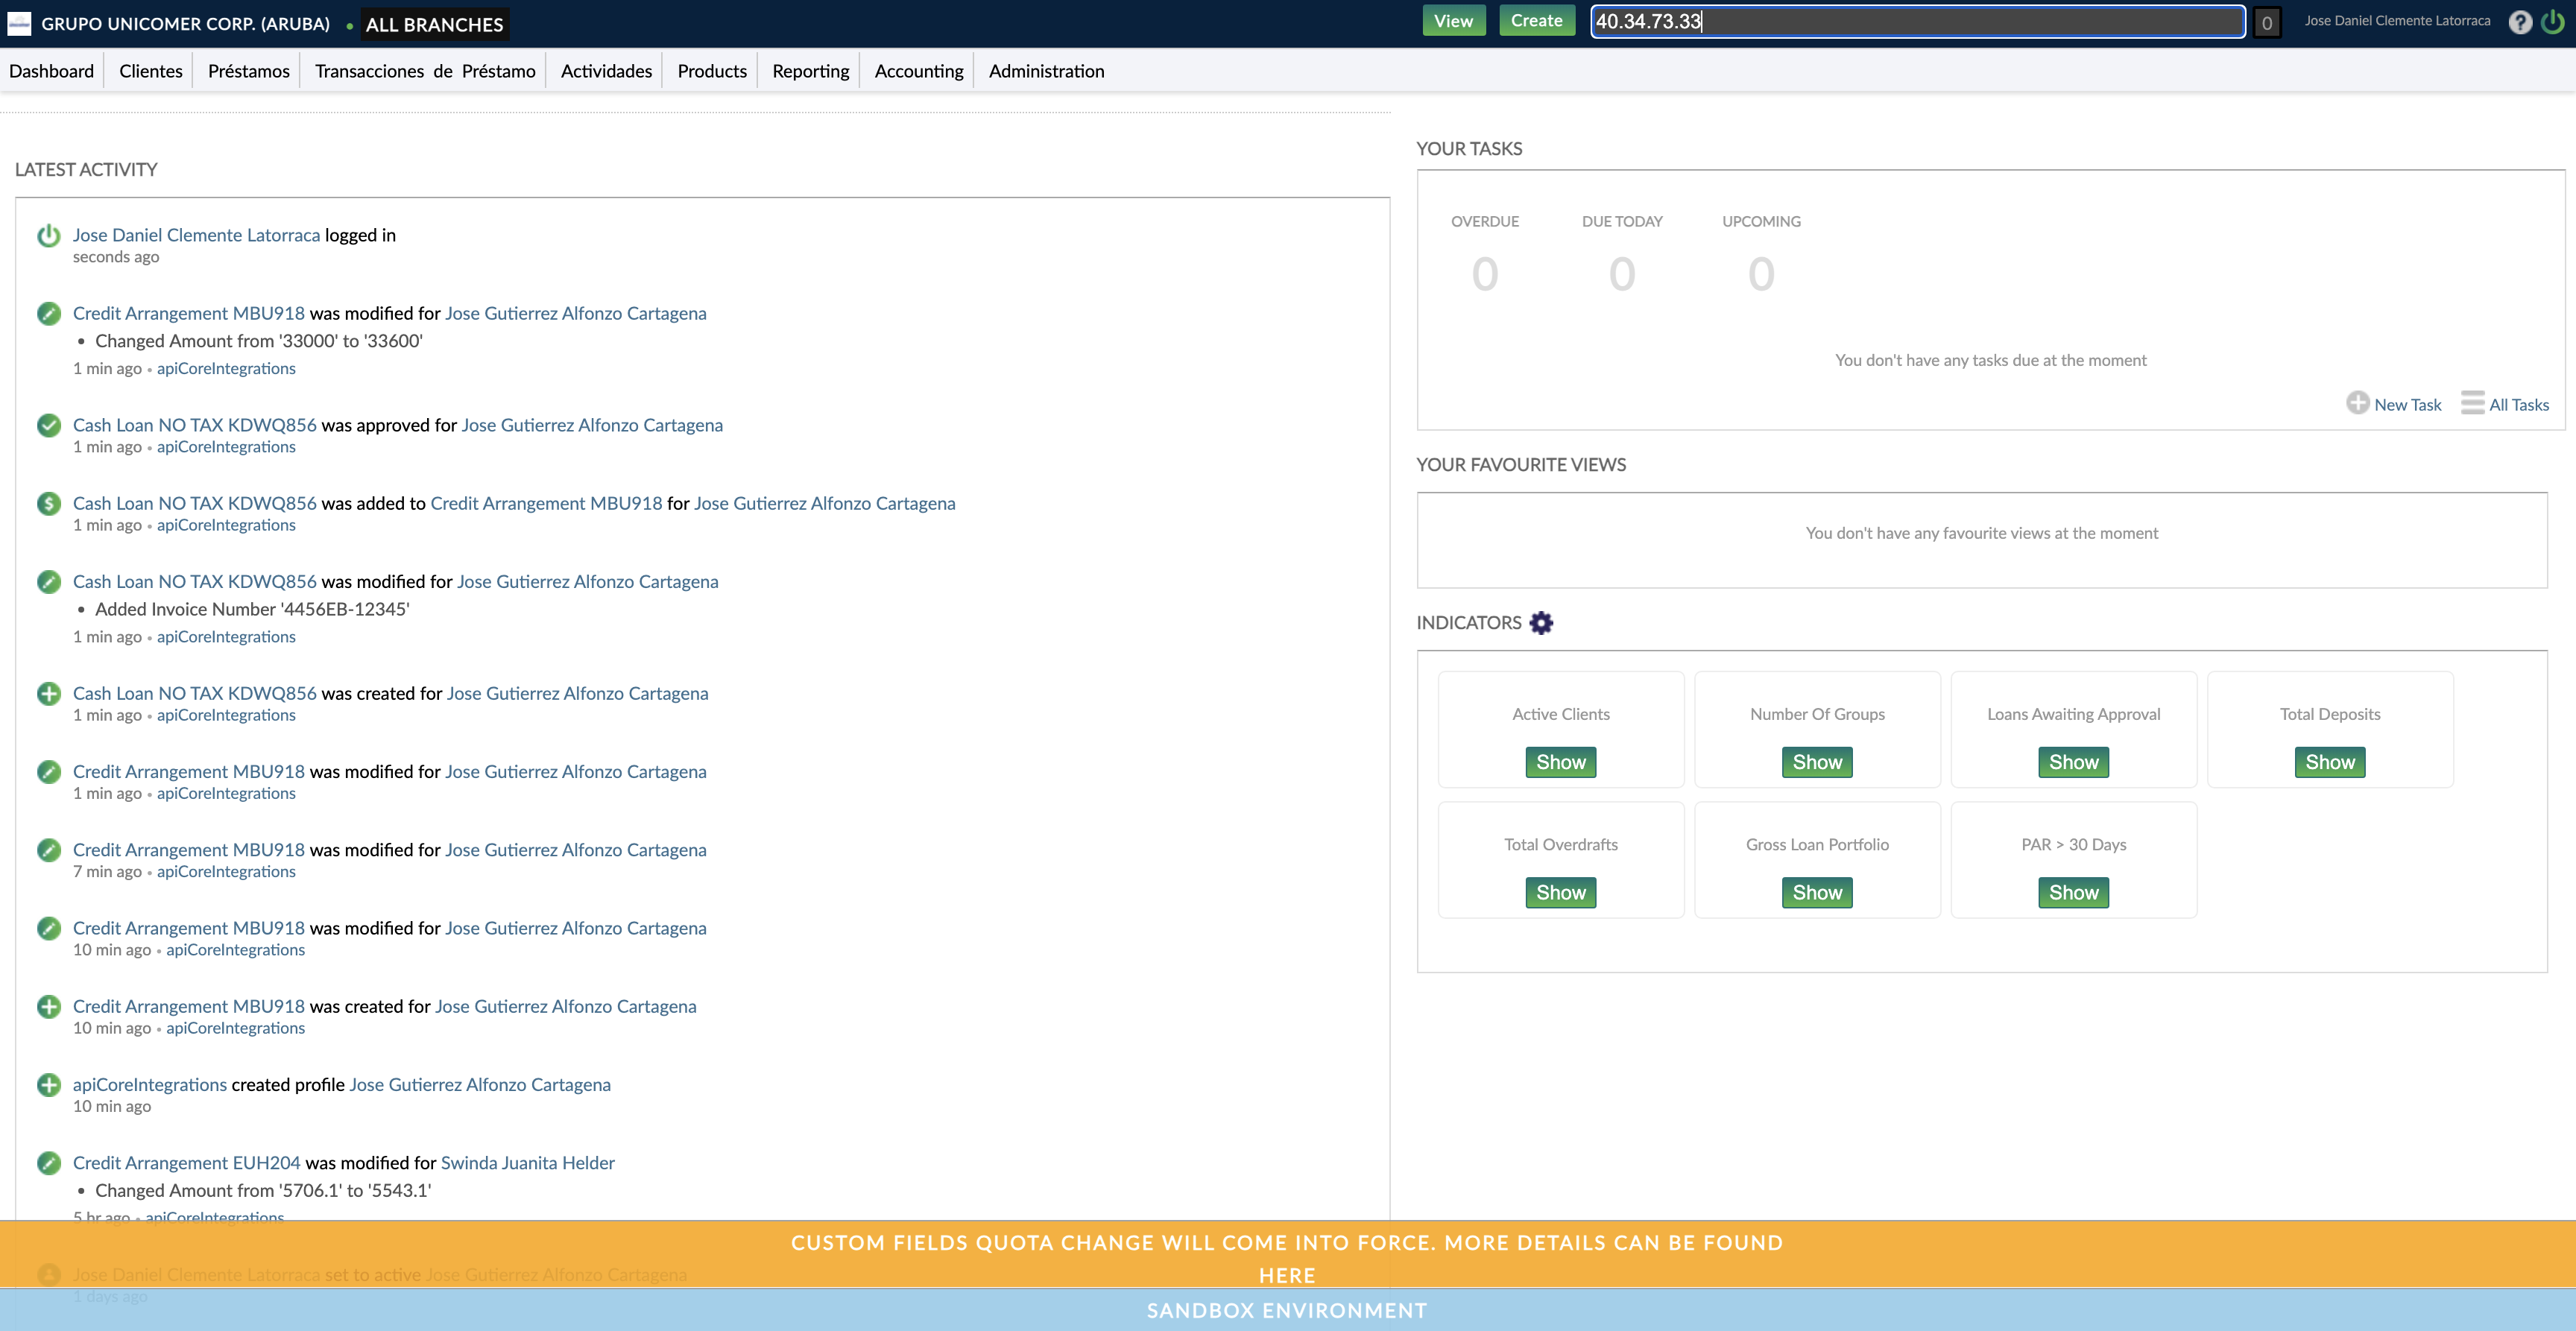 GRUPO UNICOMER CORP. (ARUBA) • ALL BRANCHES
View Create 40.34.73.33 0 Jose Daniel Clemente Latorraca ?
Dashboard Clientes Préstamos Transacciones de Préstamo Actividades Products Reporting Accounting Administration
LATEST ACTIVITY
Jose Daniel Clemente Latorraca logged in
seconds ago
Credit Arrangement MBU918 was modified for Jose Gutierrez Alfonzo Cartagena
• Changed Amount from '33000' to '33600'
1 min ago • apiCoreIntegrations
Cash Loan NO TAX KDWQ856 was approved for Jose Gutierrez Alfonzo Cartagena
1 min ago • apiCoreIntegrations
Cash Loan NO TAX KDWQ856 was added to Credit Arrangement MBU918 for Jose Gutierrez Alfonzo Cartagena
1 min ago • apiCoreIntegrations
Cash Loan NO TAX KDWQ856 was modified for Jose Gutierrez Alfonzo Cartagena
• Added Invoice Number '4456EB-12345'
1 min ago • apiCoreIntegrations
Cash Loan NO TAX KDWQ856 was created for Jose Gutierrez Alfonzo Cartagena
1 min ago • apiCoreIntegrations
Credit Arrangement MBU918 was modified for Jose Gutierrez Alfonzo Cartagena
1 min ago • apiCoreIntegrations
Credit Arrangement MBU918 was modified for Jose Gutierrez Alfonzo Cartagena
7 min ago • apiCoreIntegrations
Credit Arrangement MBU918 was modified for Jose Gutierrez Alfonzo Cartagena
10 min ago • apiCoreIntegrations
Credit Arrangement MBU918 was created for Jose Gutierrez Alfonzo Cartagena
10 min ago • apiCoreIntegrations
apiCoreIntegrations created profile Jose Gutierrez Alfonzo Cartagena
10 min ago
Credit Arrangement EUH204 was modified for Swinda Juanita Helder
• Changed Amount from '5706.1' to '5543.1'
5 hr ago • apiCoreIntegrations
Jose Daniel Clemente Latorraca set to active Jose Gutierrez Alfonzo Cartagena
1 days ago
YOUR TASKS
OVERDUE DUE TODAY UPCOMING
0 0 0
You don't have any tasks due at the moment
New Task All Tasks
YOUR FAVOURITE VIEWS
You don't have any favourite views at the moment
INDICATORS
Active Clients Number Of Groups Loans Awaiting Approval Total Deposits
Show Show Show Show
Total Overdrafts Gross Loan Portfolio PAR > 30 Days
Show Show Show
CUSTOM FIELDS QUOTA CHANGE WILL COME INTO FORCE. MORE DETAILS CAN BE FOUND
HERE
SANDBOX ENVIRONMENT